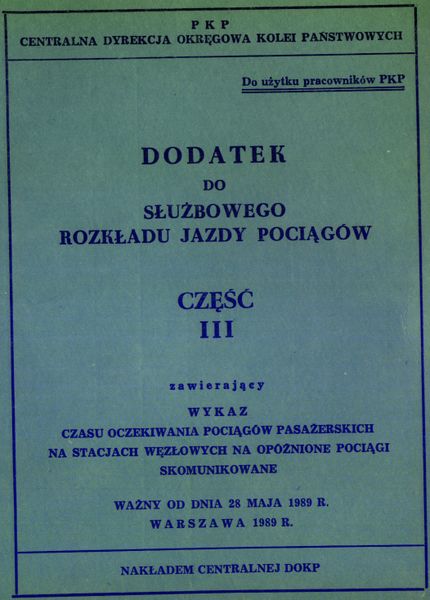 PKP
CENTRALNA DYREKCJA OKRĘGOWA KOLEI PAŃSTWOWYCH
Do użytku pracowników PKP
DODATEK
DO
SŁUŻBOWEGO
ROZKŁADU JAZDY POCIĄGÓW
CZĘŚĆ
III
zawierający
WYKAZ
CZASU OCZEKIWANIA POCIĄGÓW PASAŻERSKICH
NA STACJACH WĘZŁOWYCH NA OPÓŹNIONE POCIĄGI
SKOMUNIKOWANE
WAŻNY OD DNIA 28 MAJA 1989 R.
WARSZAWA 1989 R.
NAKŁADEM CENTRALNEJ DOKP